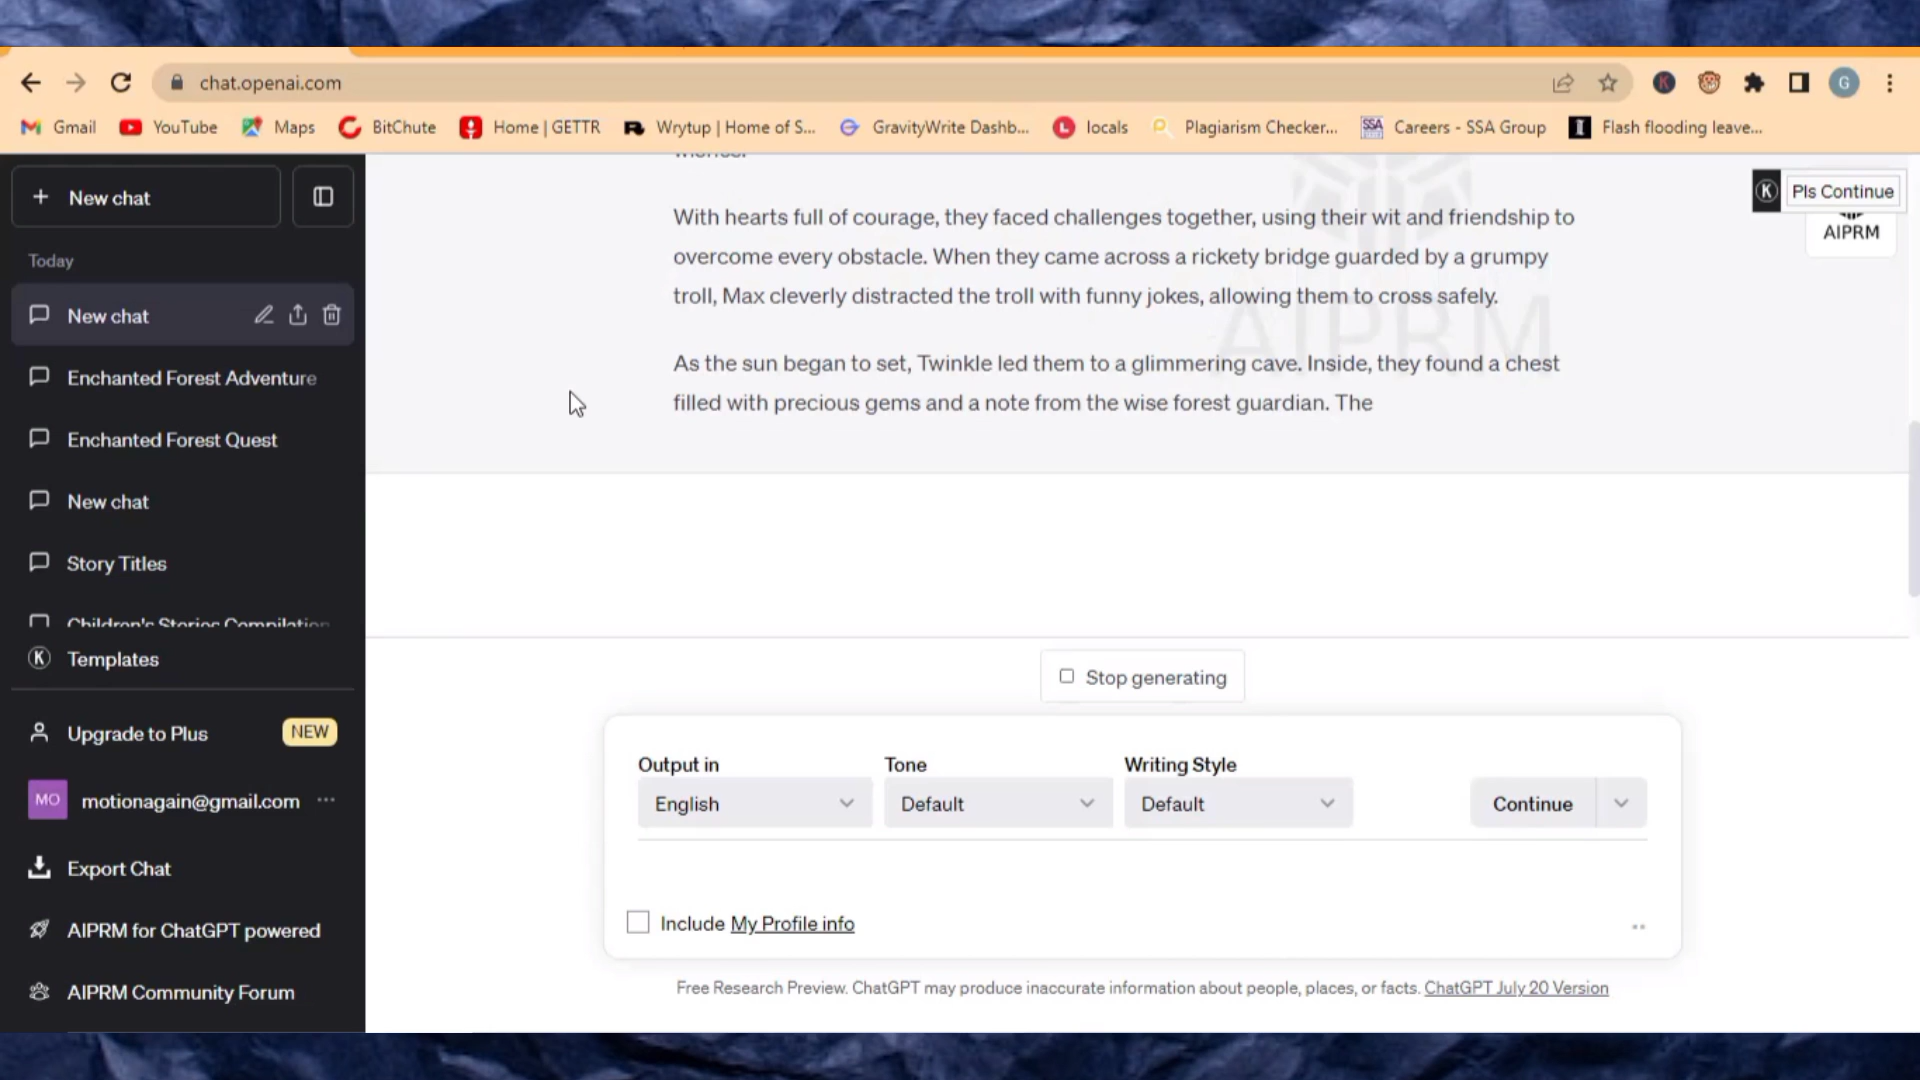 chat.openai.com
K
G
Gmail
YouTube
Maps
BitChute
Home | GETTR
Wrytup | Home of S...
GravityWrite Dashb...
L
locals
Plagiarism Checker...
SSA
Careers - SSA Group
I
Flash flooding leave...
+ New chat
Today
New chat
Enchanted Forest Adventure
Enchanted Forest Quest
New chat
Story Titles
Children's Stories Compilation
K Templates
Upgrade to Plus NEW
MO motionagain@gmail.com ...
Export Chat
AIPRM for ChatGPT powered
AIPRM Community Forum
K Pls Continue
AIPRM
With hearts full of courage, they faced challenges together, using their wit and friendship to
overcome every obstacle. When they came across a rickety bridge guarded by a grumpy
troll, Max cleverly distracted the troll with funny jokes, allowing them to cross safely.
AIPRM
As the sun began to set, Twinkle led them to a glimmering cave. Inside, they found a chest
filled with precious gems and a note from the wise forest guardian. The
Stop generating
Output in Tone Writing Style
English Default Default Continue
Include My Profile info
Free Research Preview. ChatGPT may produce inaccurate information about people, places, or facts. ChatGPT July 20 Version